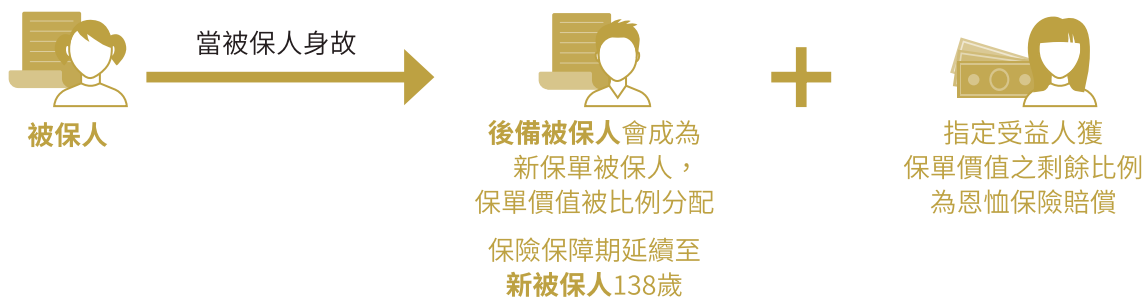 當被保人身故
被保人
後備被保人會成為
新保單被保人，
保單價值被比例分配
保險保障期延續至
新被保人138歲
指定受益人獲
保單價值之剩餘比例
為恩恤保險賠償